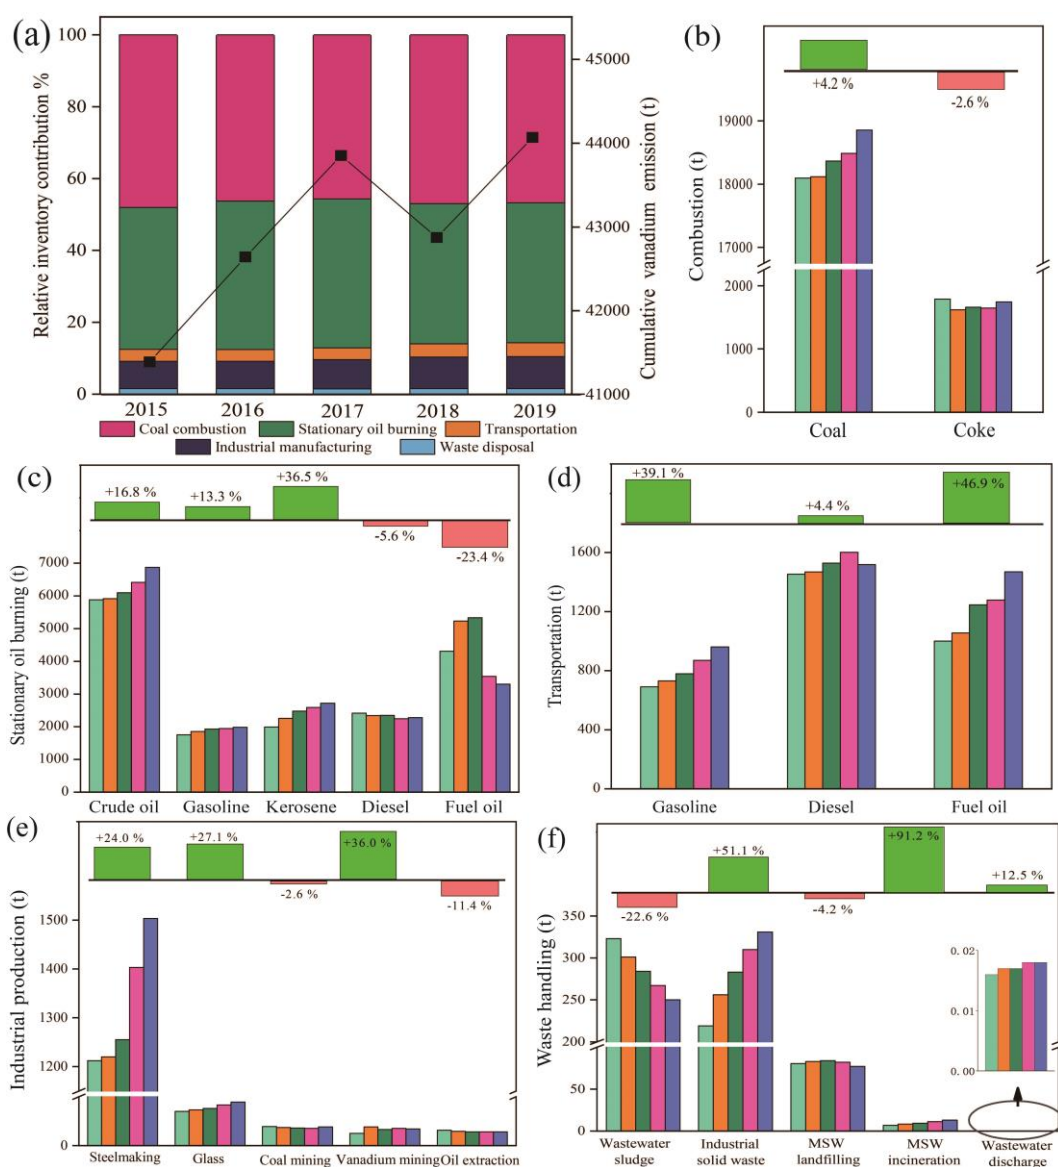 (a)
Relative inventory contribution %
100
80
60
40
20
0
45000
44000
43000
42000
41000
Cumulative vanadium emission (t)
2015 2016 2017 2018 2019
Coal combustion Stationary oil burning Transportation
Industrial manufacturing Waste disposal
(b)
+4.2 %
-2.6 %
Combustion (t)
19000
18000
17000
2000
1000
0
Coal Coke
(c)
+16.8 % +13.3 % +36.5 %
-5.6 % -23.4 %
Stationary oil burning (t)
7000
6000
5000
4000
3000
2000
1000
0
Crude oil Gasoline Kerosene Diesel Fuel oil
(d)
+39.1 % +4.4 % +46.9 %
Transportation (t)
1600
1200
800
400
0
Gasoline Diesel Fuel oil
(e)
+24.0 % +27.1 % +36.0 %
-2.6 % -11.4 %
Industrial production (t)
1500
1400
1300
1200
0
Steelmaking Glass Coal mining Vanadium mining Oil extraction
(f)
+51.1 % +91.2 % +12.5 %
-22.6 % -4.2 %
Waste handling (t)
350
300
250
200
50
0
0. 02
0. 01
0. 00
Wastewater sludge
Industrial solid waste
MSW landfilling
MSW incineration
Wastewater discharge